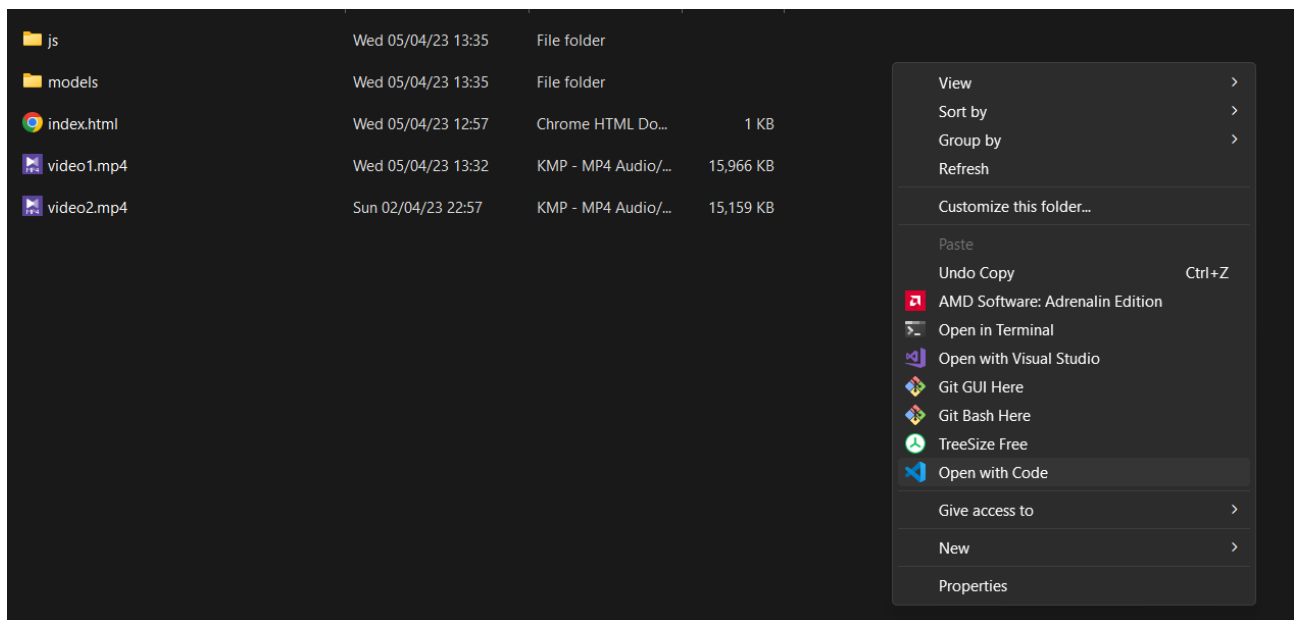 js Wed 05/04/23 13:35 File folder
models Wed 05/04/23 13:35 File folder
index.html Wed 05/04/23 12:57 Chrome HTML Do... 1 KB
video1.mp4 Wed 05/04/23 13:32 KMP - MP4 Audio/... 15,966 KB
video2.mp4 Sun 02/04/23 22:57 KMP - MP4 Audio/... 15,159 KB
View
Sort by
Group by
Refresh
Customize this folder...
Paste
Undo Copy Ctrl+Z
AMD Software: Adrenalin Edition
Open in Terminal
Open with Visual Studio
Git GUI Here
Git Bash Here
TreeSize Free
Open with Code
Give access to
New
Properties